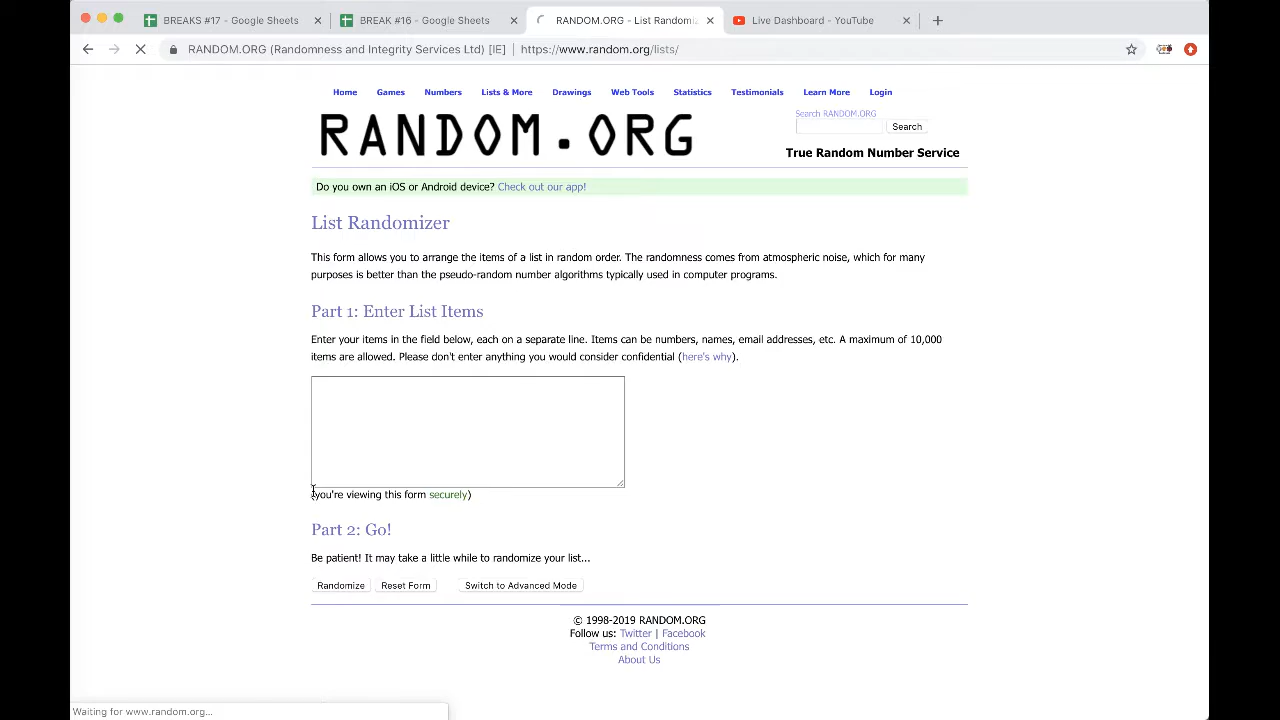 BREAKS #17 - Google Sheets
BREAK #16 - Google Sheets
RANDOM.ORG - List Randomiz
Live Dashboard - YouTube
RANDOM.ORG (Randomness and Integrity Services Ltd) [IE] | https://www.random.org/lists/
Home Games Numbers Lists & More Drawings Web Tools Statistics Testimonials Learn More Login
RANDOM.ORG
Search RANDOM.ORG
Search
True Random Number Service
Do you own an iOS or Android device? Check out our app!
List Randomizer
This form allows you to arrange the items of a list in random order. The randomness comes from atmospheric noise, which for many
purposes is better than the pseudo-random number algorithms typically used in computer programs.
Part 1: Enter List Items
Enter your items in the field below, each on a separate line. Items can be numbers, names, email addresses, etc. A maximum of 10,000
items are allowed. Please don't enter anything you would consider confidential (here's why).
(you're viewing this form securely)
Part 2: Go!
Be patient! It may take a little while to randomize your list...
Randomize Reset Form Switch to Advanced Mode
© 1998-2019 RANDOM.ORG
Follow us: Twitter | Facebook
Terms and Conditions
About Us
Waiting for www.random.org...